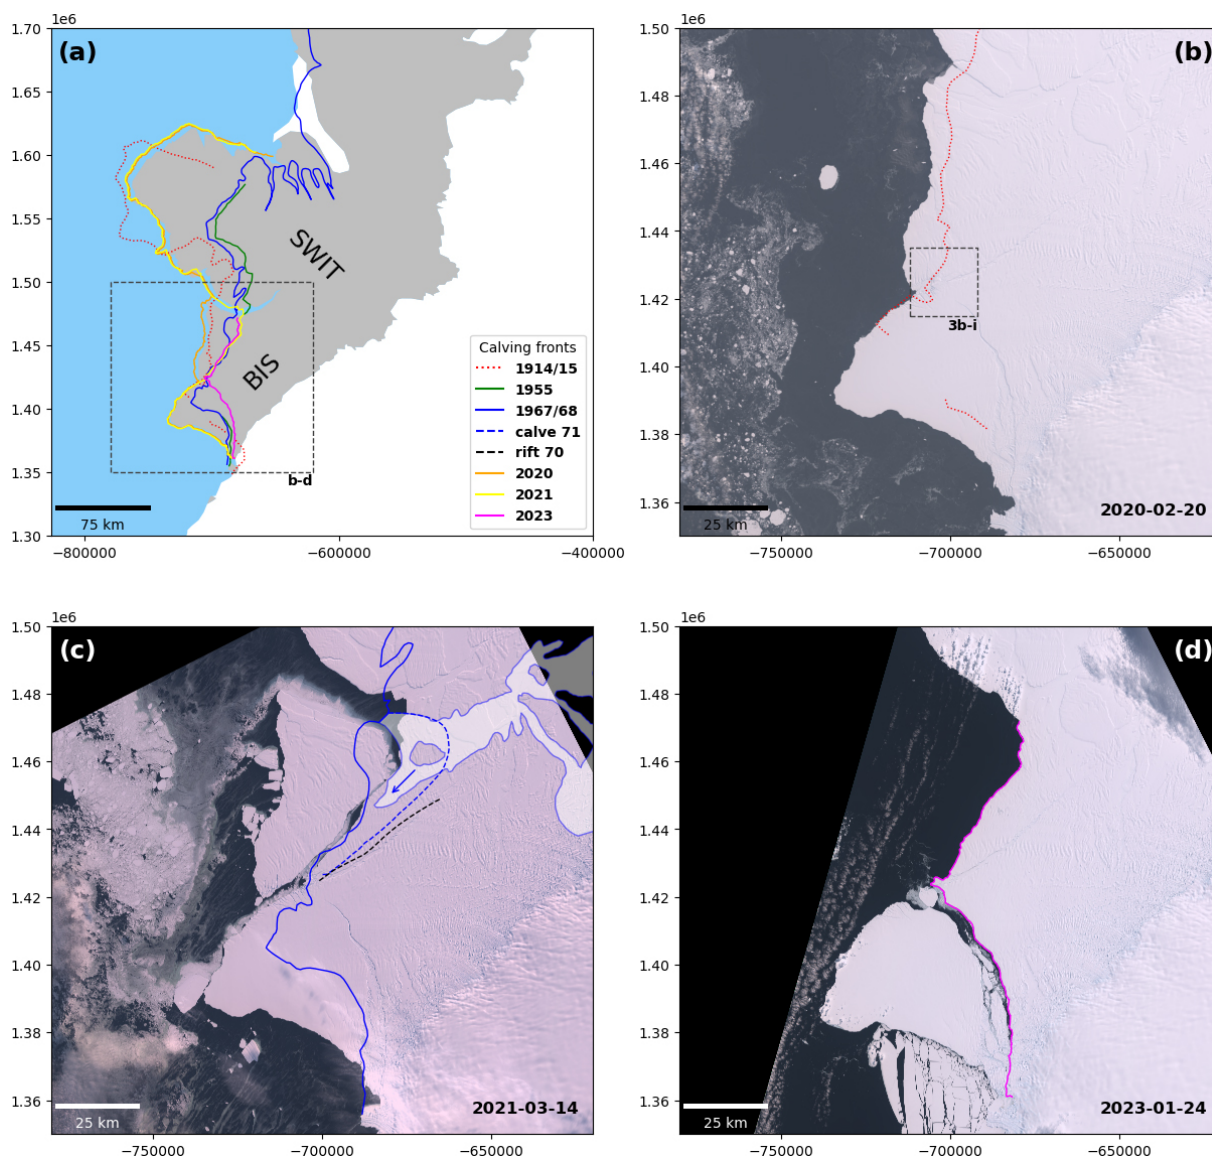 1e6
(a)
1.70
1.65
1.60
1.55
1.50
1.45
1.40
1.35
1.30
−800000
−600000
−400000
SWIT
BIS
b-d
75 km
Calving fronts
1914/15
1955
1967/68
calve 71
rift 70
2020
2021
2023
1e6
(b)
1.50
1.48
1.46
1.44
1.42
1.40
1.38
1.36
3b-i
25 km
2020-02-20
−750000
−700000
−650000
1e6
(c)
1.50
1.48
1.46
1.44
1.42
1.40
1.38
1.36
25 km
2021-03-14
−750000
−700000
−650000
1e6
(d)
1.50
1.48
1.46
1.44
1.42
1.40
1.38
1.36
25 km
2023-01-24
−750000
−700000
−650000